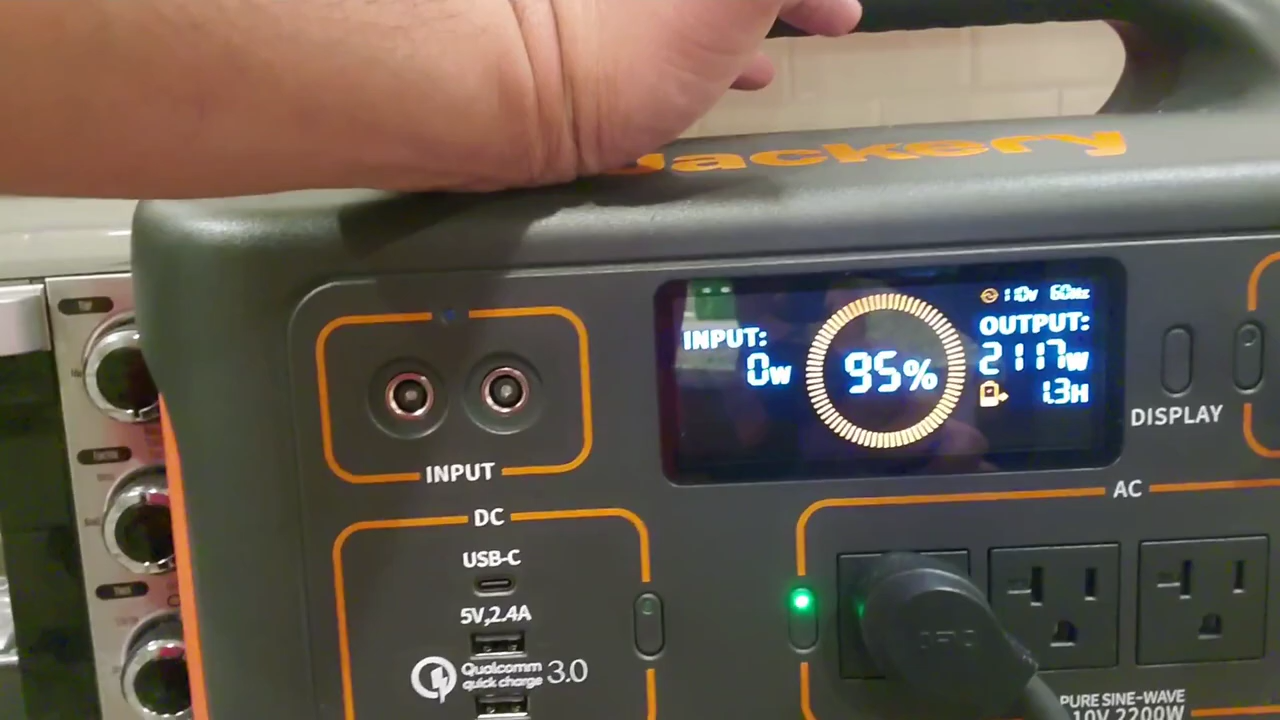 Jackery
110V 60Hz
INPUT:
0W
95%
OUTPUT:
2117W
1.3H
DISPLAY
INPUT
AC
DC
USB-C
5V,2.4A
Qualcomm
quick charge 3.0
PURE SINE-WAVE
10V 2200W